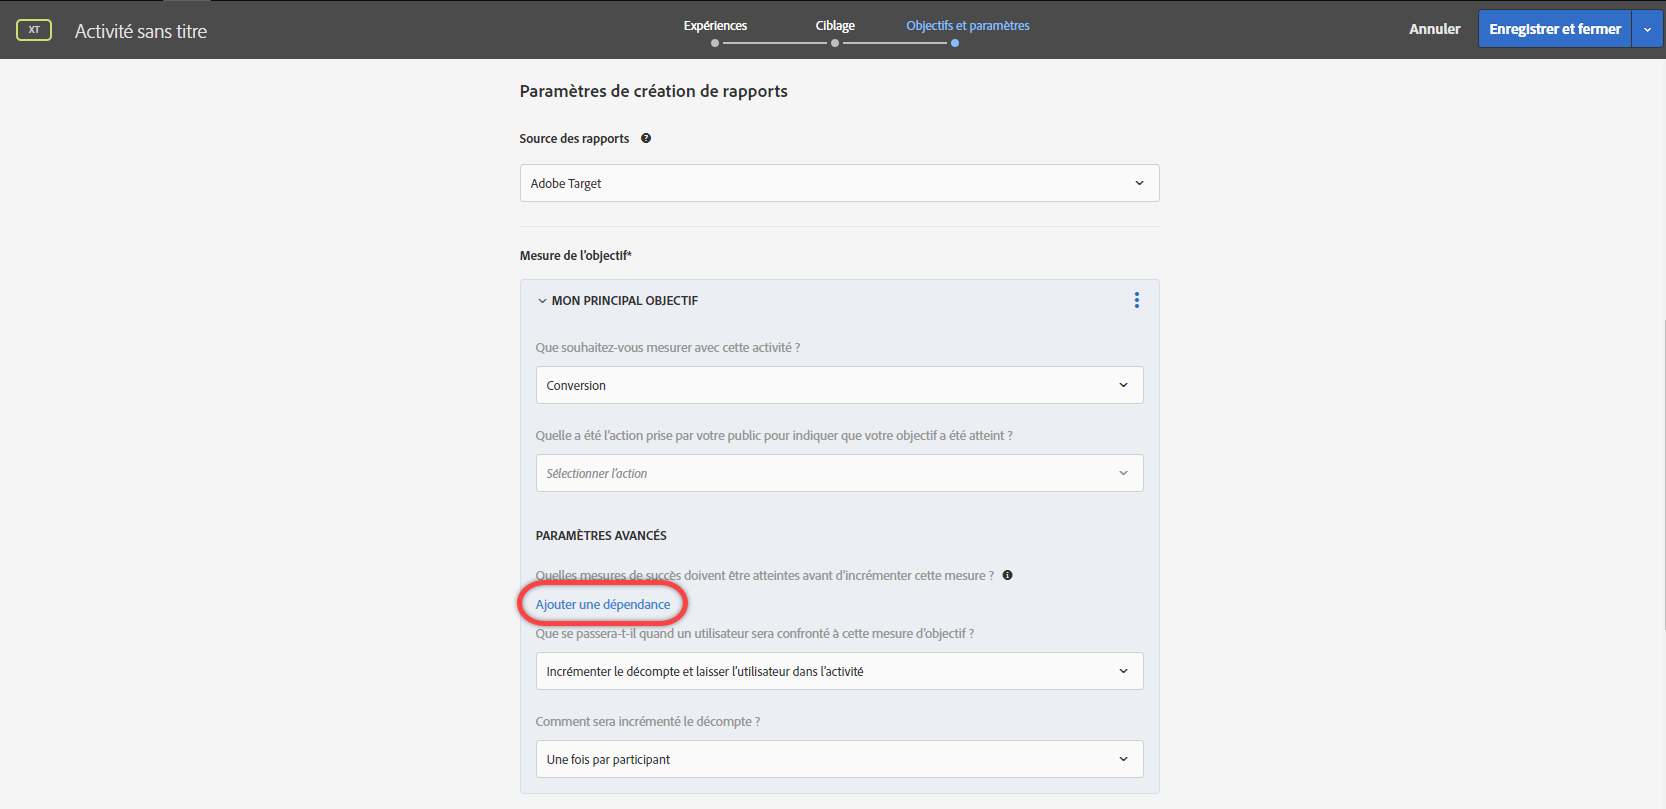 XT
Activité sans titre
Expériences
Ciblage
Objectifs et paramètres
Annuler
Enregistrer et fermer
Paramètres de création de rapports
Source des rapports
Adobe Target
Mesure de l'objectif*
MON PRINCIPAL OBJECTIF
Que souhaitez-vous mesurer avec cette activité ?
Conversion
Quelle a été l'action prise par votre public pour indiquer que votre objectif a été atteint ?
Sélectionner l'action
PARAMÈTRES AVANCÉS
Quelles mesures de succès doivent être atteintes avant d'incrémenter cette mesure ?
Ajouter une dépendance
Que se passera-t-il quand un utilisateur sera confronté à cette mesure d'objectif ?
Incrémenter le décompte et laisser l'utilisateur dans l'activité
Comment sera incrémenté le décompte ?
Une fois par participant